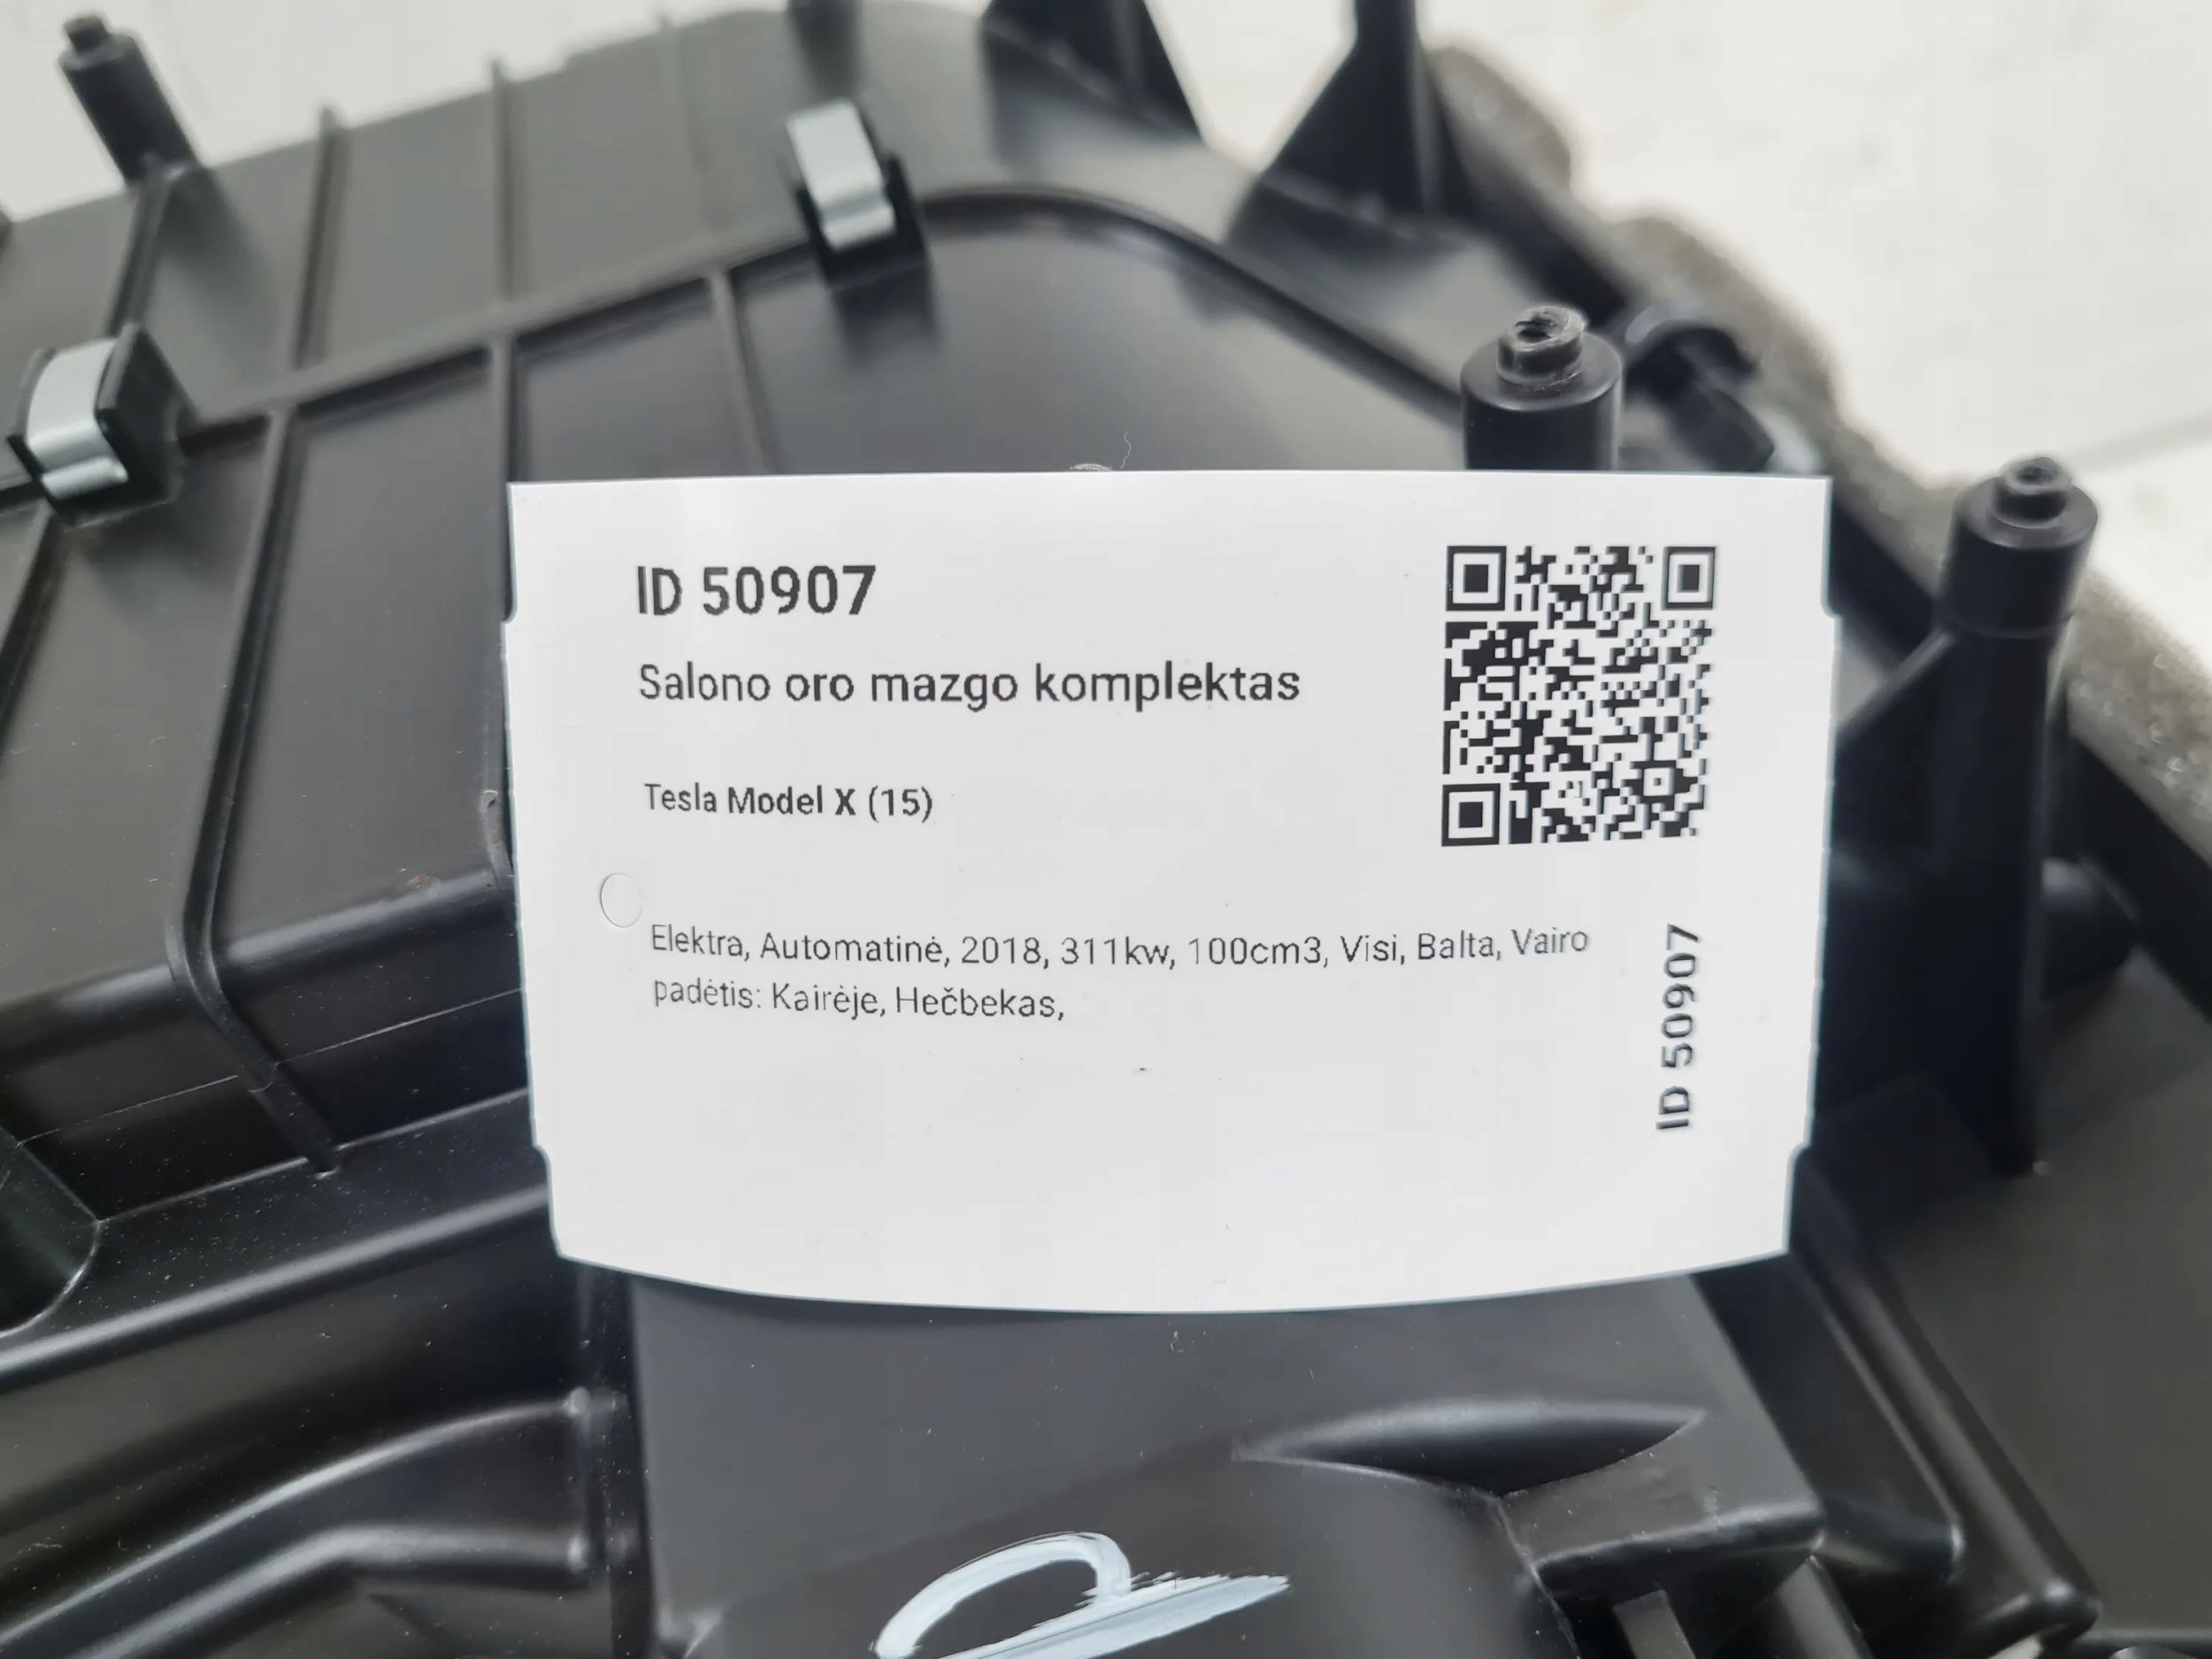 ID 50907
Salono oro mazgo komplektas
Tesla Model X (15)
Elektra, Automatinė, 2018, 311kw, 100cm3, Visi, Balta, Vairo
padėtis: Kairėje, Hečbekas,
ID 50907